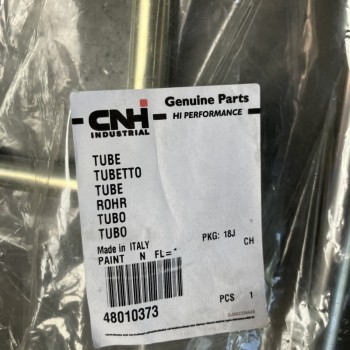 CNH
INDUSTRIAL
Genuine Parts
HI PERFORMANCE
TUBE
TUBETTO
TUBE
ROHR
TUBO
TUBO
PKG: 18J
Made in ITALY
CH
PAINT N FL=*
PCS 1
48010373